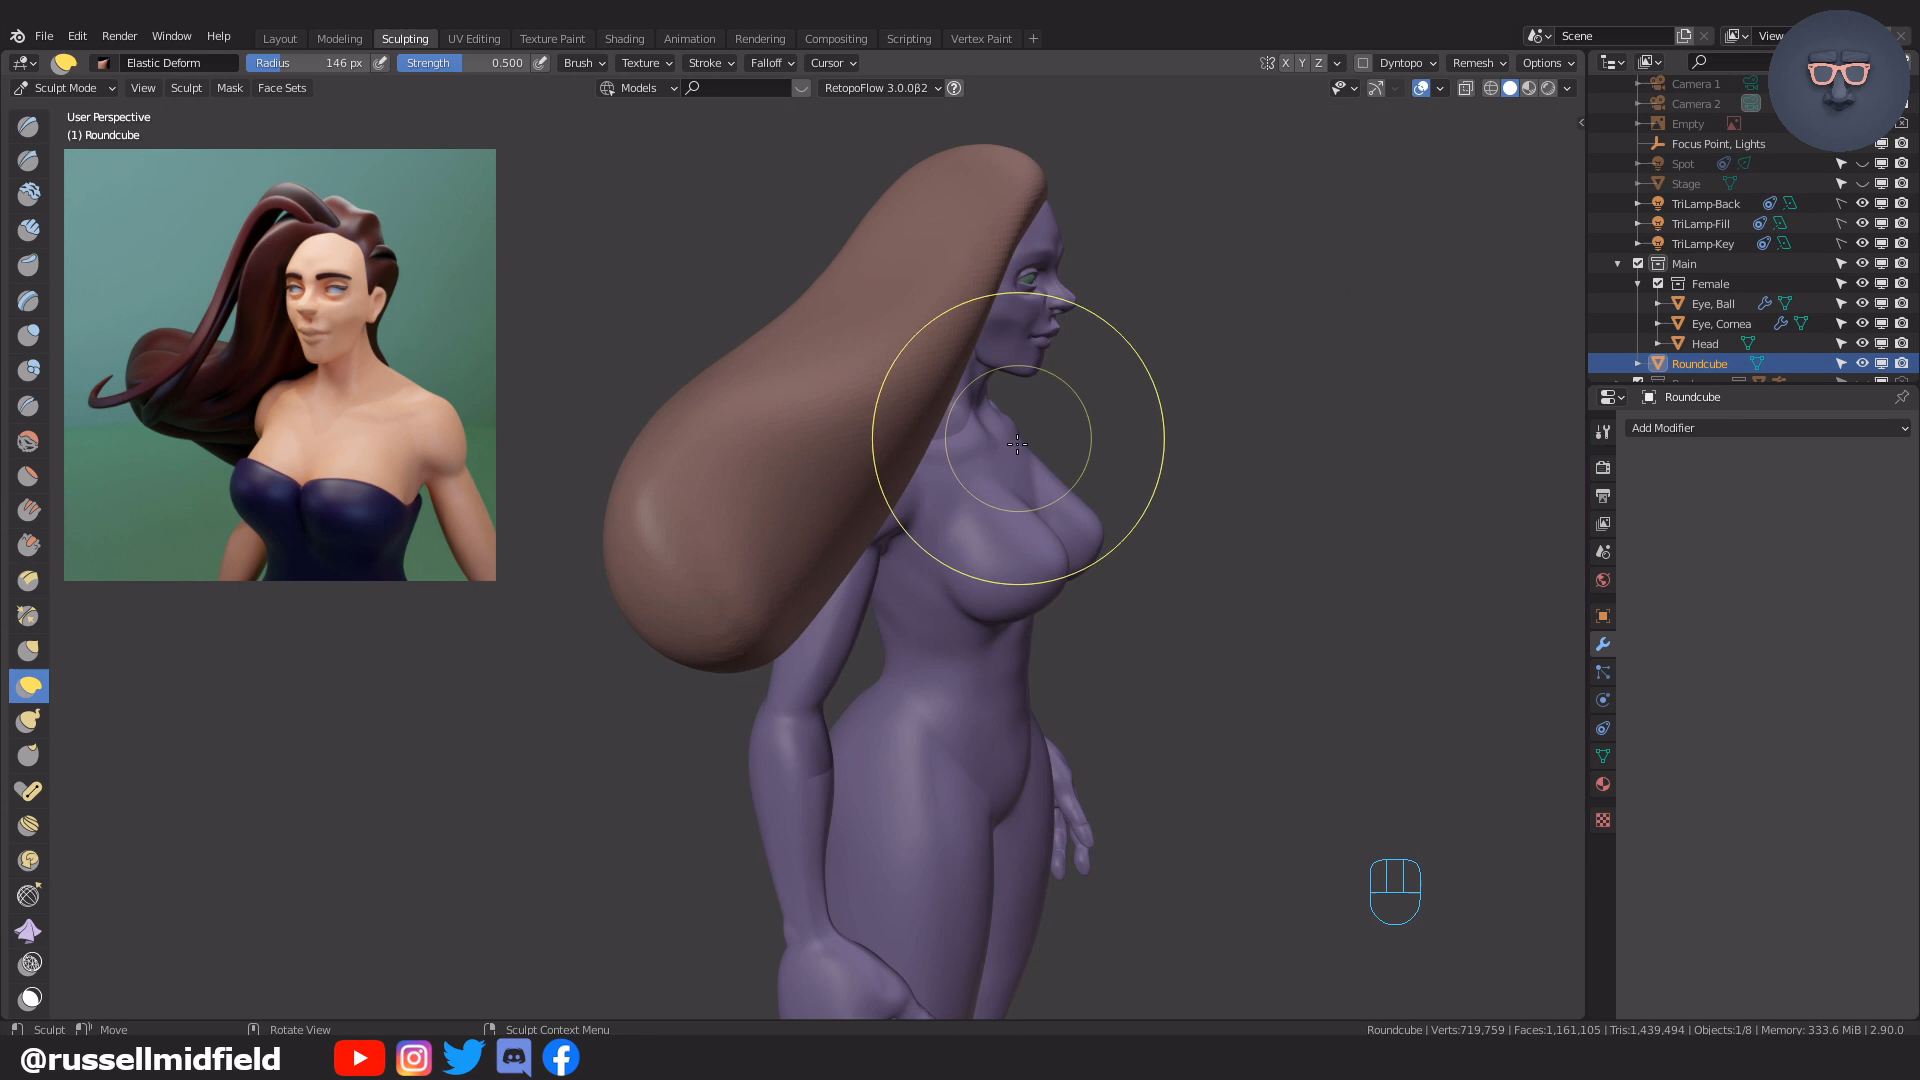 File Edit Render Window Help
Layout Modeling Sculpting UV Editing Texture Paint Shading Animation Rendering Compositing Scripting Vertex Paint +
Scene
View
Elastic Deform Radius 146 px Strength 0.500 Brush Texture Stroke Falloff Cursor
X Y Z Dyntopo Remesh Options
Sculpt Mode View Sculpt Mask Face Sets Models RetopoFlow 3.0.0β2 ?
User Perspective
(1) Roundcube
Camera 1
Camera 2
Empty
Focus Point, Lights
Spot
Stage
TriLamp-Back
TriLamp-Fill
TriLamp-Key
Main
Female
Eye, Ball
Eye, Cornea
Head
Roundcube
Roundcube
Add Modifier
Sculpt Move Rotate View Sculpt Context Menu
Roundcube | Verts:719,759 | Faces:1,161,105 | Tris:1,439,494 | Objects:1/8 | Memory: 333.6 MiB | 2.90.0
@russellmidfield